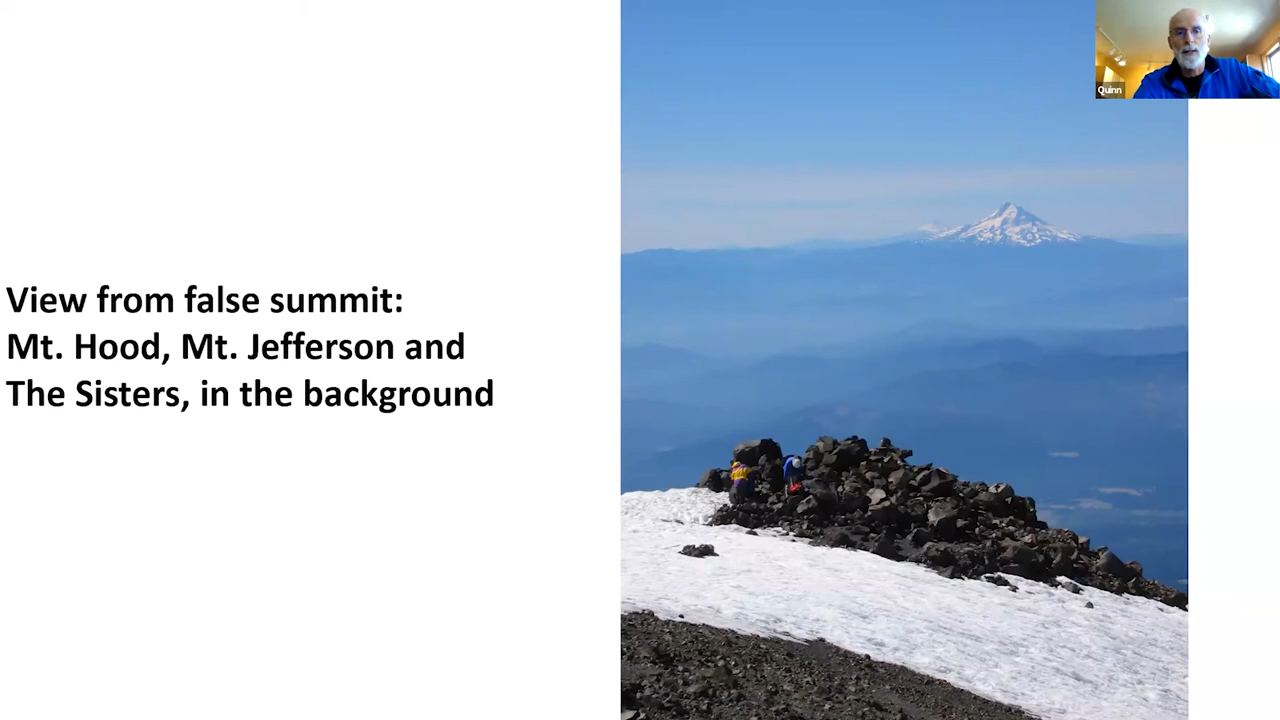 View from false summit:
Mt. Hood, Mt. Jefferson and
The Sisters, in the background
Quinn